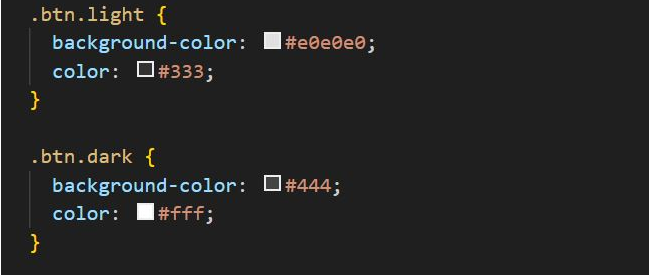 .btn.light {
  background-color: #e0e0e0;
  color: #333;
}

.btn.dark {
  background-color: #444;
  color: #fff;
}